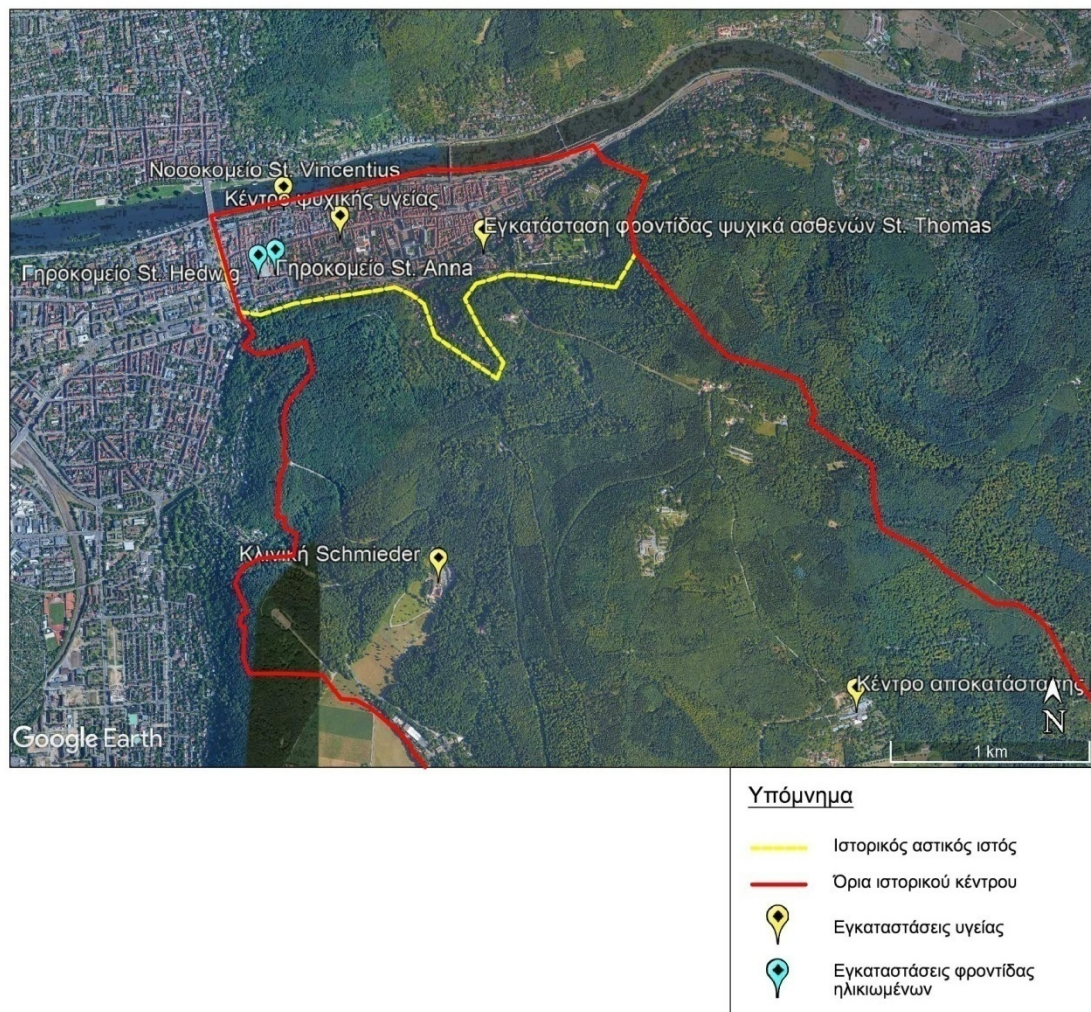 Νοσοκομείο St. Vincentius
Κέντρο ψυχικής υγείας
Εγκατάσταση φροντίδας ψυχικά ασθενών St. Thomas
Γηροκομείο St. Hedwig
Γηροκομείο St. Anna
Κλινική Schmieder
Κέντρο αποκατάστασης
N
Google Earth
1 km
Υπόμνημα
Ιστορικός αστικός ιστός
Όρια ιστορικού κέντρου
Εγκαταστάσεις υγείας
Εγκαταστάσεις φροντίδας
ηλικιωμένων